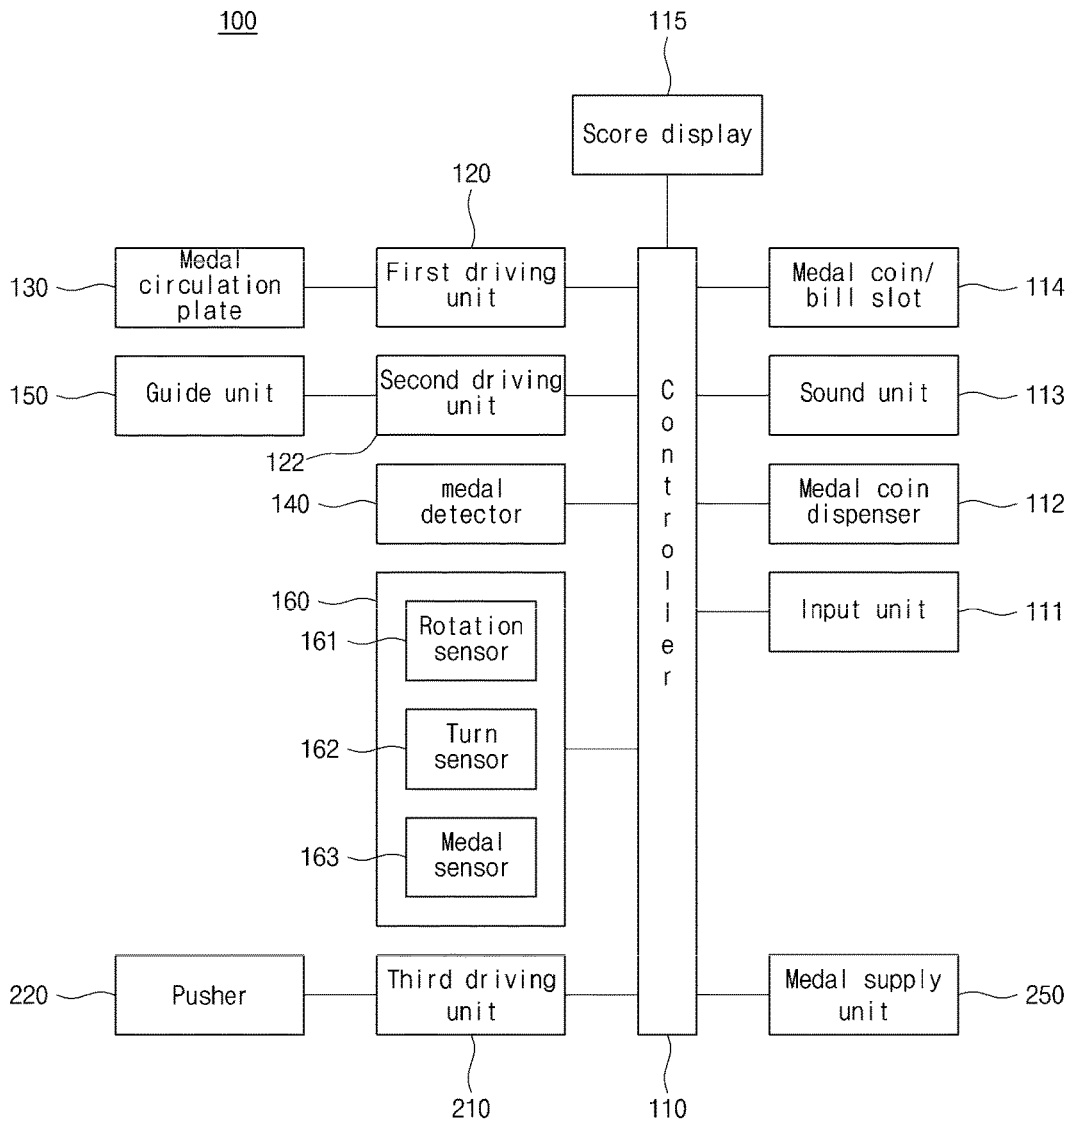 100
115
Score display
120
Medal
circulation
plate
130
First driving
unit
Medal coin/
bill slot
114
Guide unit
150
Second driving
unit
122
Sound unit
113
medal
detector
140
Medal coin
dispenser
112
160
Rotation
sensor
161
Turn
sensor
162
Medal
sensor
163
Controller
Input unit
111
Pusher
220
Third driving
unit
210
110
Medal supply
unit
250